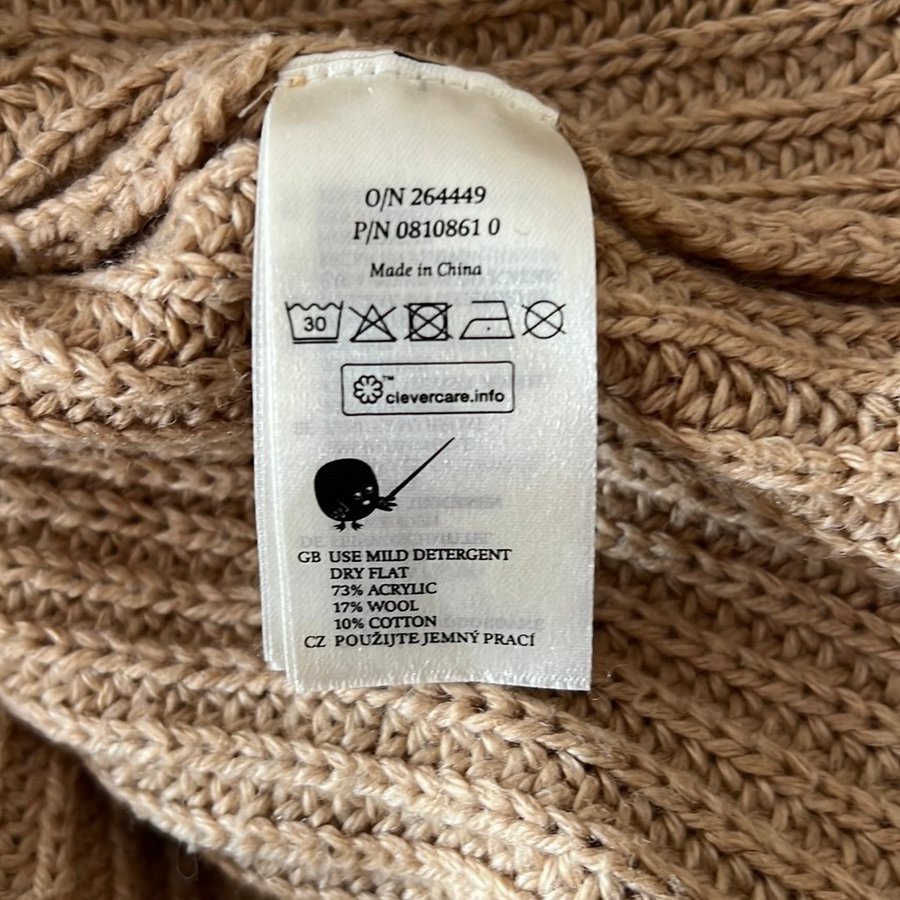 O/N 264449
P/N 0810861 0
Made in China
30
™
clevercare.info
GB USE MILD DETERGENT
DRY FLAT
73% ACRYLIC
17% WOOL
10% COTTON
CZ POUŽIJTE JEMNÝ PRACÍ